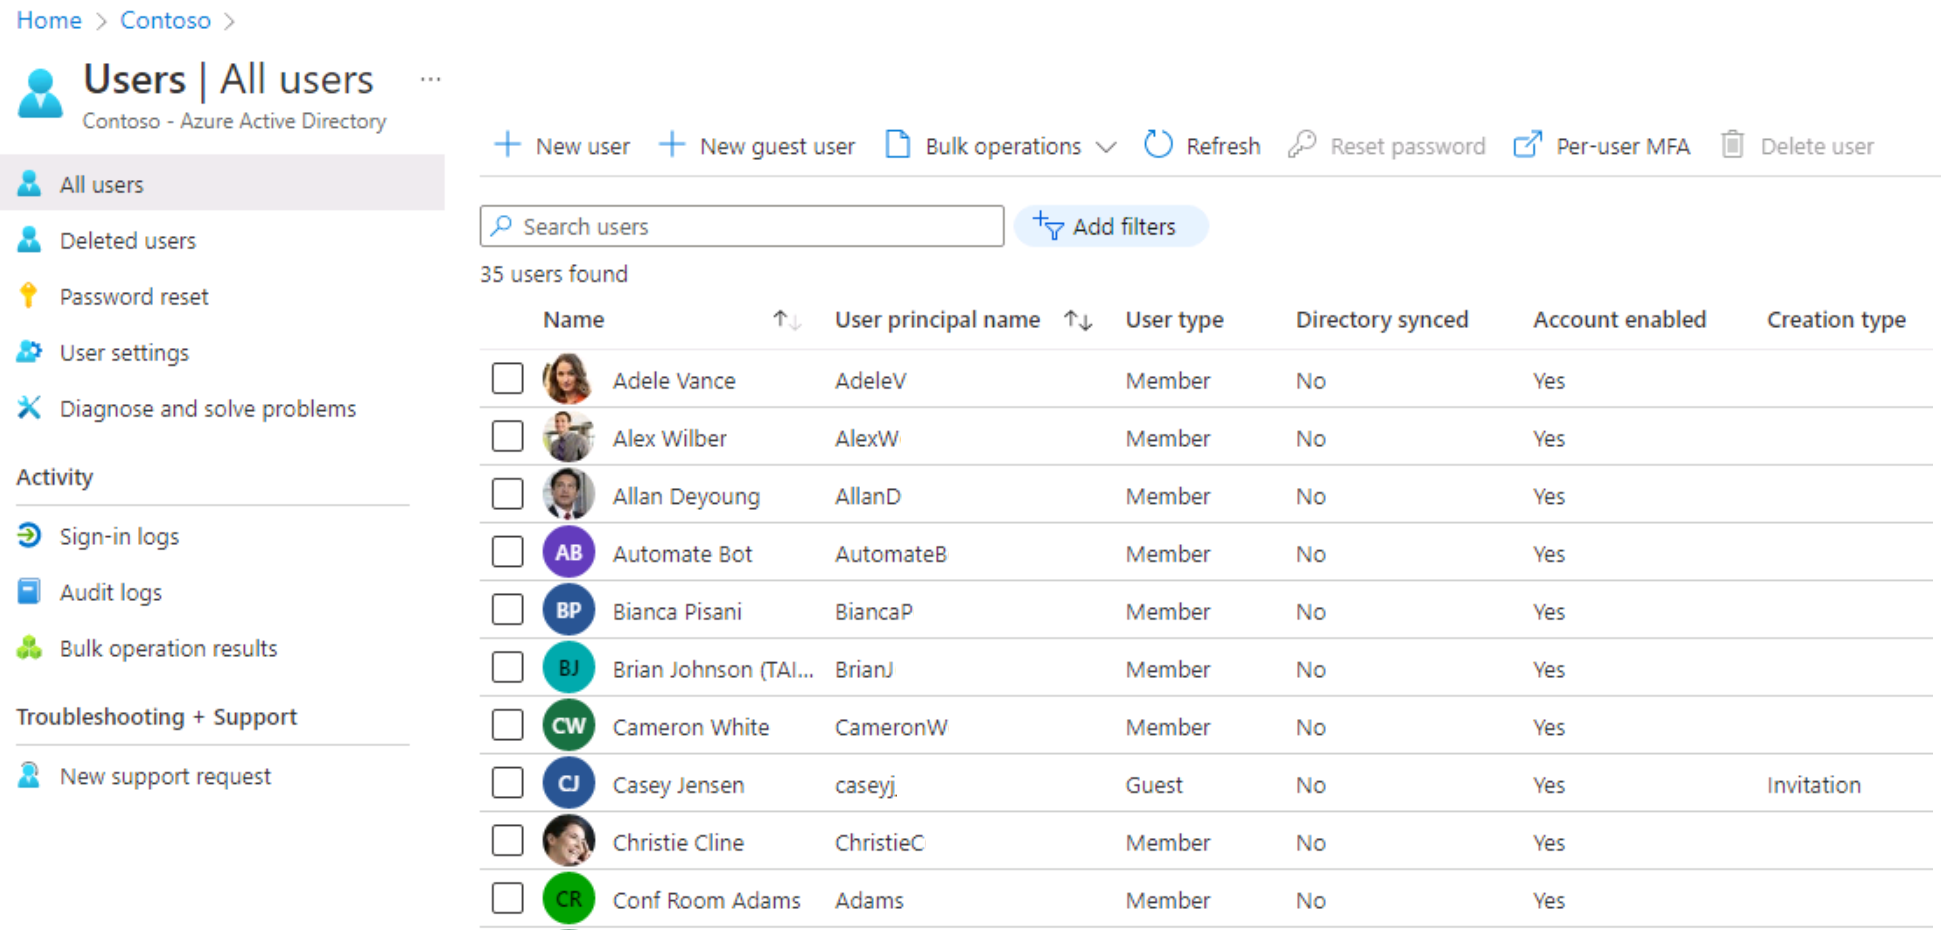 Home > Contoso >
Users | All users ...
Contoso - Azure Active Directory
All users
Deleted users
Password reset
User settings
Diagnose and solve problems
Activity
Sign-in logs
Audit logs
Bulk operation results
Troubleshooting + Support
New support request
New user New guest user Bulk operations Refresh Reset password Per-user MFA Delete user
Search users Add filters
35 users found
Name User principal name User type Directory synced Account enabled Creation type
Adele Vance AdeleV Member No Yes
Alex Wilber AlexW Member No Yes
Allan Deyoung AllanD Member No Yes
AB Automate Bot AutomateB Member No Yes
BP Bianca Pisani BiancaP Member No Yes
BJ Brian Johnson (TAI... BrianJ Member No Yes
CW Cameron White CameronW Member No Yes
CJ Casey Jensen caseyj Guest No Yes Invitation
Christie Cline ChristieC Member No Yes
CR Conf Room Adams Adams Member No Yes